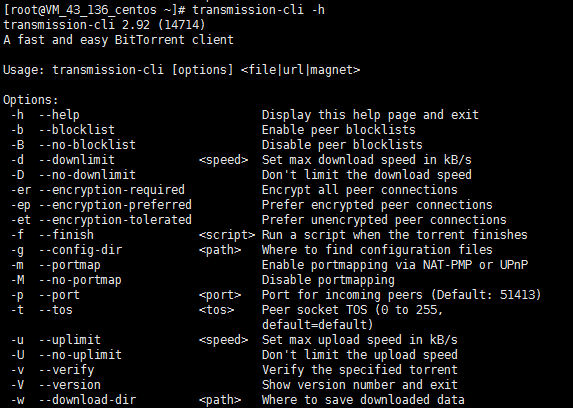 [root@VM_43_136_centos ~]# transmission-cli -h
transmission-cli 2.92 (14714)
A fast and easy BitTorrent client
Usage: transmission-cli [options] <file|url|magnet>
Options:
-h --help Display this help page and exit
-b --blocklist Enable peer blocklists
-B --no-blocklist Disable peer blocklists
-d --downlimit <speed> Set max download speed in kB/s
-D --no-downlimit Don't limit the download speed
-er --encryption-required Encrypt all peer connections
-ep --encryption-preferred Prefer encrypted peer connections
-et --encryption-tolerated Prefer unencrypted peer connections
-f --finish <script> Run a script when the torrent finishes
-g --config-dir <path> Where to find configuration files
-m --portmap Enable portmapping via NAT-PMP or UPnP
-M --no-portmap Disable portmapping
-p --port <port> Port for incoming peers (Default: 51413)
-t --tos <tos> Peer socket TOS (0 to 255,
default=default)
-u --uplimit <speed> Set max upload speed in kB/s
-U --no-uplimit Don't limit the upload speed
-v --verify Verify the specified torrent
-V --version Show version number and exit
-w --download-dir <path> Where to save downloaded data